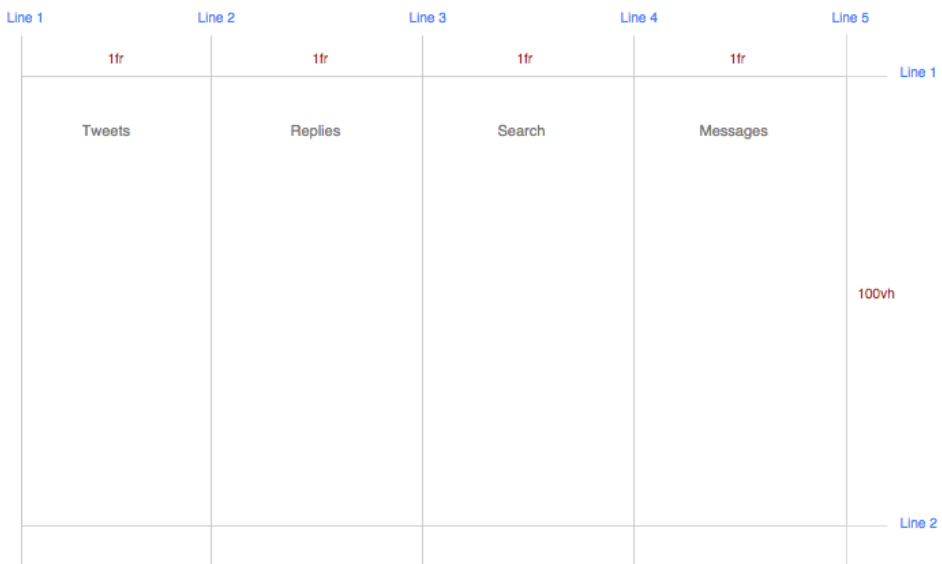 Line 1 Line 2 Line 3 Line 4 Line 5
1fr 1fr 1fr 1fr
Line 1
Tweets Replies Search Messages
100vh
Line 2